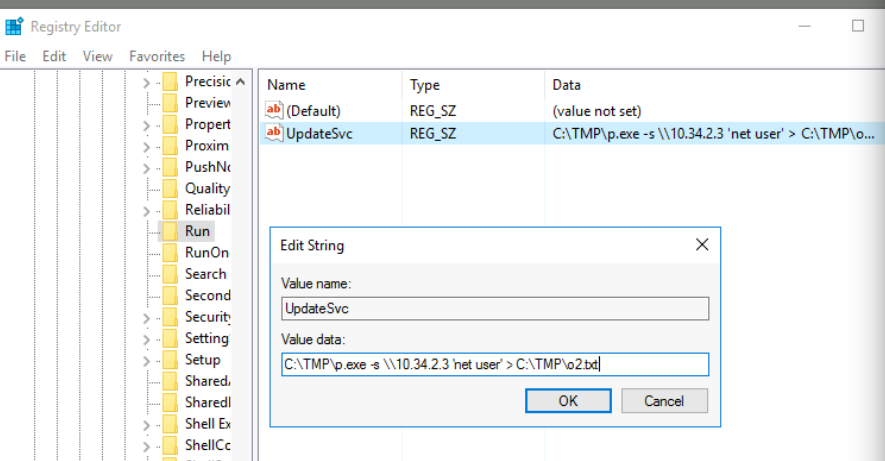 Registry Editor
File Edit View Favorites Help
Name Type Data
ab (Default) REG_SZ (value not set)
ab UpdateSvc REG_SZ C:\TMP\p.exe -s \\10.34.2.3 'net user' > C:\TMP\o...
Precisic
Preview
Propert
Proxim
PushNo
Quality
Reliabil
Run
RunOn
Search
Second
Security
Setting
Setup
Shared
Shared
Shell Ex
ShellCo
Edit String
Value name:
UpdateSvc
Value data:
C:\TMP\p.exe -s \\10.34.2.3 'net user' > C:\TMP\o2.txt
OK Cancel